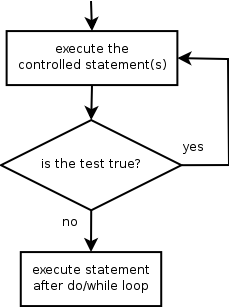 execute the
controlled statement(s)
is the test true?
yes
no
execute statement
after do/while loop